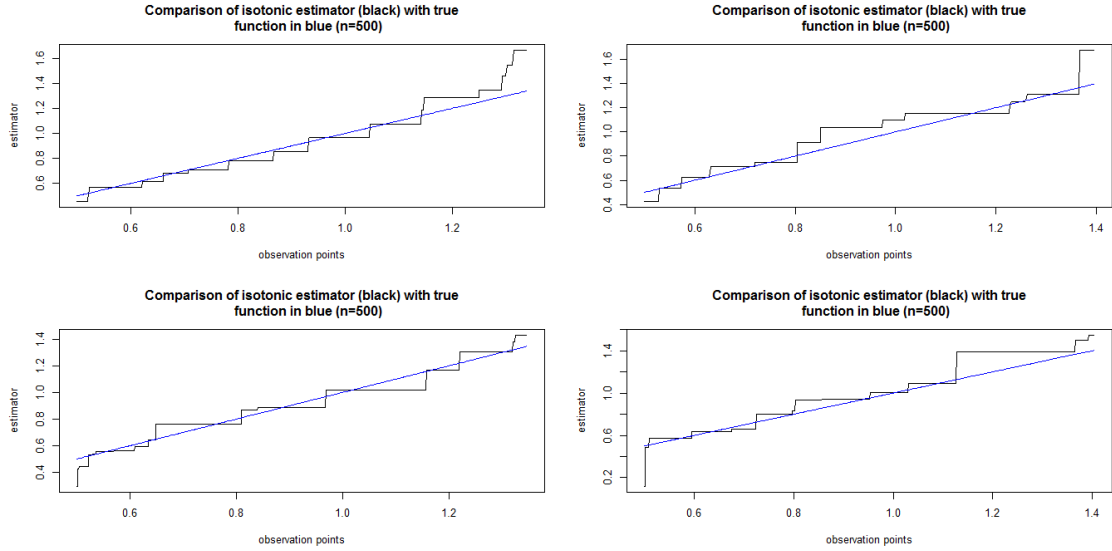 Comparison of isotonic estimator (black) with true
function in blue (n=500)
estimator
0.6 0.8 1.0 1.2 1.4 1.6
0.6 0.8 1.0 1.2
observation points
Comparison of isotonic estimator (black) with true
function in blue (n=500)
estimator
0.4 0.6 0.8 1.0 1.2 1.4 1.6
0.6 0.8 1.0 1.2 1.4
observation points
Comparison of isotonic estimator (black) with true
function in blue (n=500)
estimator
0.4 0.6 0.8 1.0 1.2 1.4
0.6 0.8 1.0 1.2
observation points
Comparison of isotonic estimator (black) with true
function in blue (n=500)
estimator
0.2 0.6 1.0 1.4
0.6 0.8 1.0 1.2 1.4
observation points